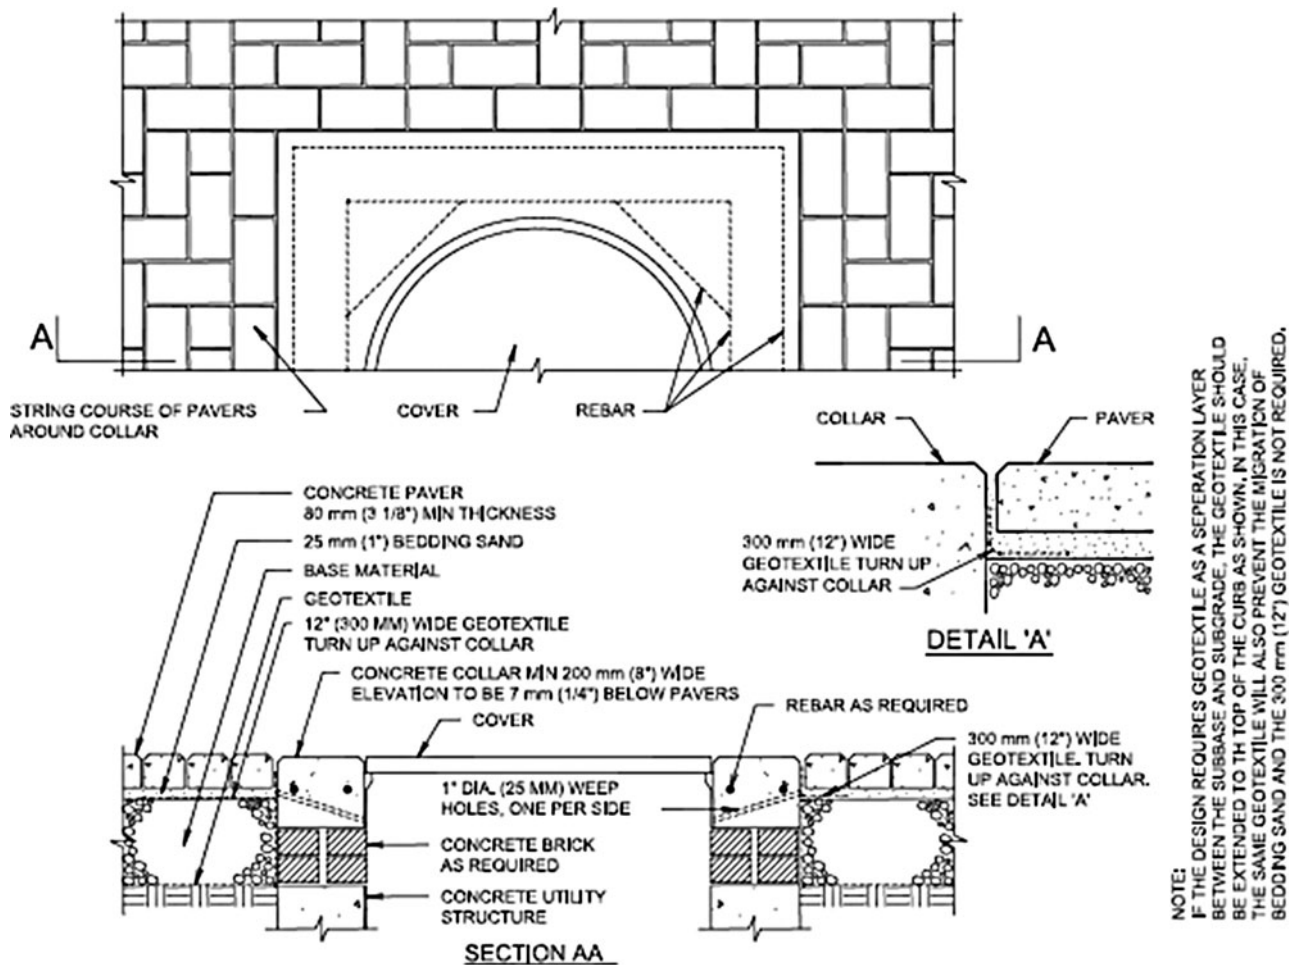 A
A
STRING COURSE OF PAVERS
AROUND COLLAR
COVER
REBAR
COLLAR
PAVER
300 mm (12") WIDE
GEOTEXTILE TURN UP
AGAINST COLLAR
DETAIL 'A'
CONCRETE PAVER
80 mm (3 1/8") MIN THICKNESS
25 mm (1") BEDDING SAND
BASE MATERIAL
GEOTEXTILE
12" (300 MM) WIDE GEOTEXTILE
TURN UP AGAINST COLLAR
CONCRETE COLLAR MIN 200 mm (8") WIDE
ELEVATION TO BE 7 mm (1/4") BELOW PAVERS
COVER
REBAR AS REQUIRED
300 mm (12") WIDE
GEOTEXTILE. TURN
UP AGAINST COLLAR.
SEE DETAIL 'A'
1" DIA. (25 MM) WEEP
HOLES, ONE PER SIDE
CONCRETE BRICK
AS REQUIRED
CONCRETE UTILITY
STRUCTURE
SECTION AA
NOTE:
IF THE DESIGN REQUIRES GEOTEXTILE AS A SEPERATION LAYER
BETWEEN THE SUBBASE AND SUBGRADE, THE GEOTEXTILE SHOULD
BE EXTENDED TO TH TOP OF THE CURB AS SHOWN, IN THIS CASE,
THE SAME GEOTEXTILE WILL ALSO PREVENT THE MIGRATION OF
BEDDING SAND AND THE 300 mm (12") GEOTEXTILE IS NOT REQUIRED.